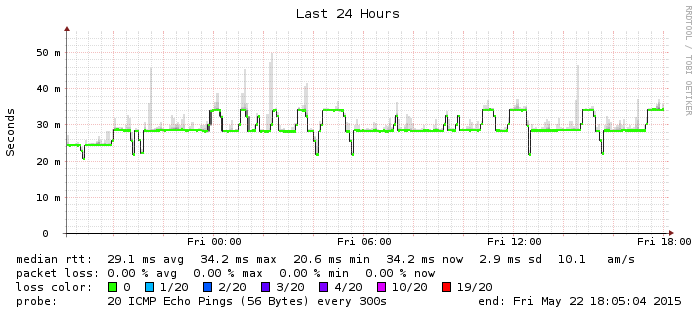 Last 24 Hours
RRDTOOL / TOBI OETIKER
Seconds
50 m
40 m
30 m
20 m
10 m
0
Fri 00:00 Fri 06:00 Fri 12:00 Fri 18:00
median rtt: 29.1 ms avg 34.2 ms max 20.6 ms min 34.2 ms now 2.9 ms sd 10.1 am/s
packet loss: 0.00 % avg 0.00 % max 0.00 % min 0.00 % now
loss color: 0 1/20 2/20 3/20 4/20 10/20 19/20
probe: 20 ICMP Echo Pings (56 Bytes) every 300s end: Fri May 22 18:05:04 2015